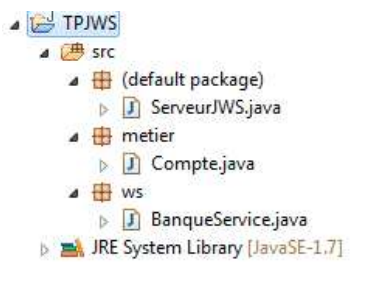 TPJWS
src
(default package)
ServeurJWS.java
metier
Compte.java
ws
BanqueService.java
JRE System Library [JavaSE-1.7]